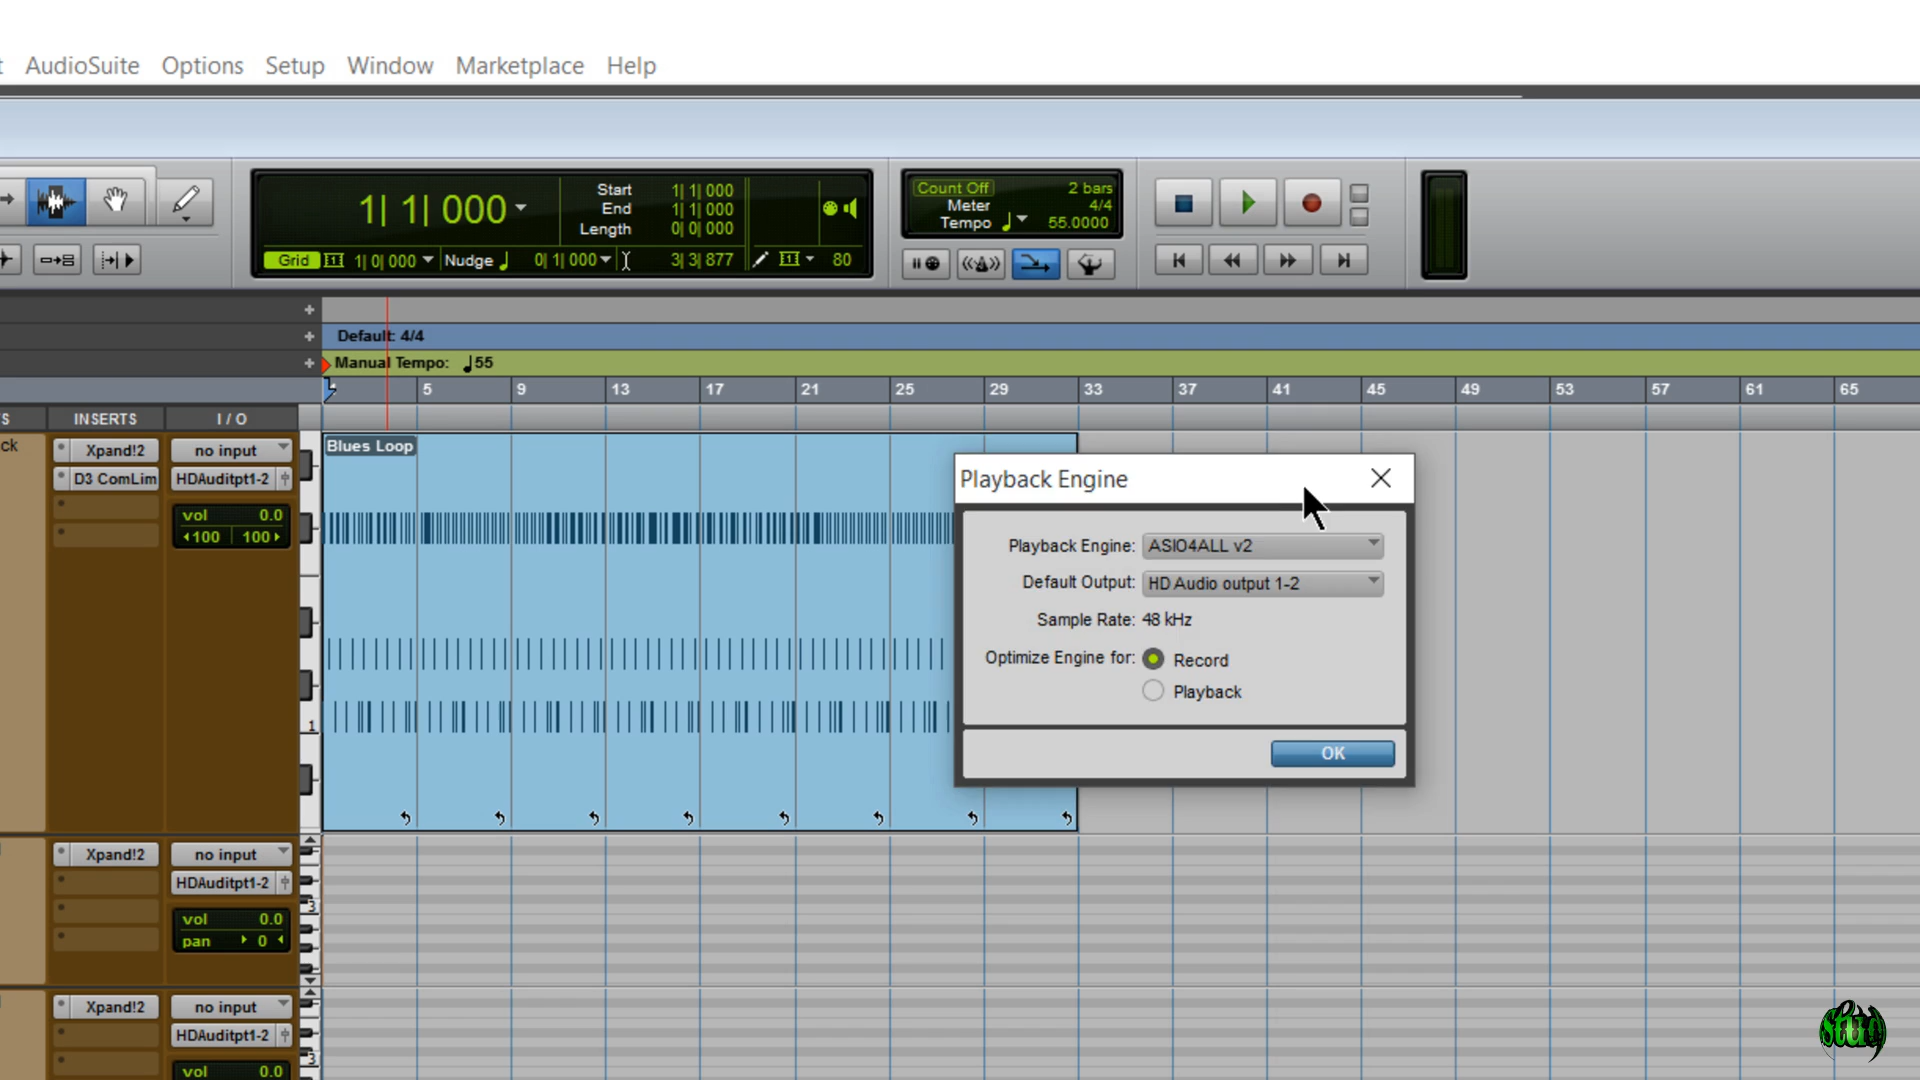 t AudioSuite Options Setup Window Marketplace Help
1| 1| 000
Start 1| 1| 000
End 1| 1| 000
Length 0| 0| 000
Grid 1| 0| 000 Nudge 0| 1| 000 3| 3| 877 80
Count Off 2 bars
Meter 4/4
Tempo 55.0000
Default: 4/4
Manual Tempo: 55
5 9 13 17 21 25 29 33 37 41 45 49 53 57 61 65
S INSERTS I / O
ck Xpand!2 no input
D3 ComLim HDAuditpt1-2
vol 0.0
100 100
1
Blues Loop
Playback Engine
Playback Engine: ASIO4ALL v2
Default Output: HD Audio output 1-2
Sample Rate: 48 kHz
Optimize Engine for: Record
Playback
OK
Xpand!2 no input
HDAuditpt1-2
3
vol 0.0
pan 0
Xpand!2 no input
HDAuditpt1-2
3
vol 0.0